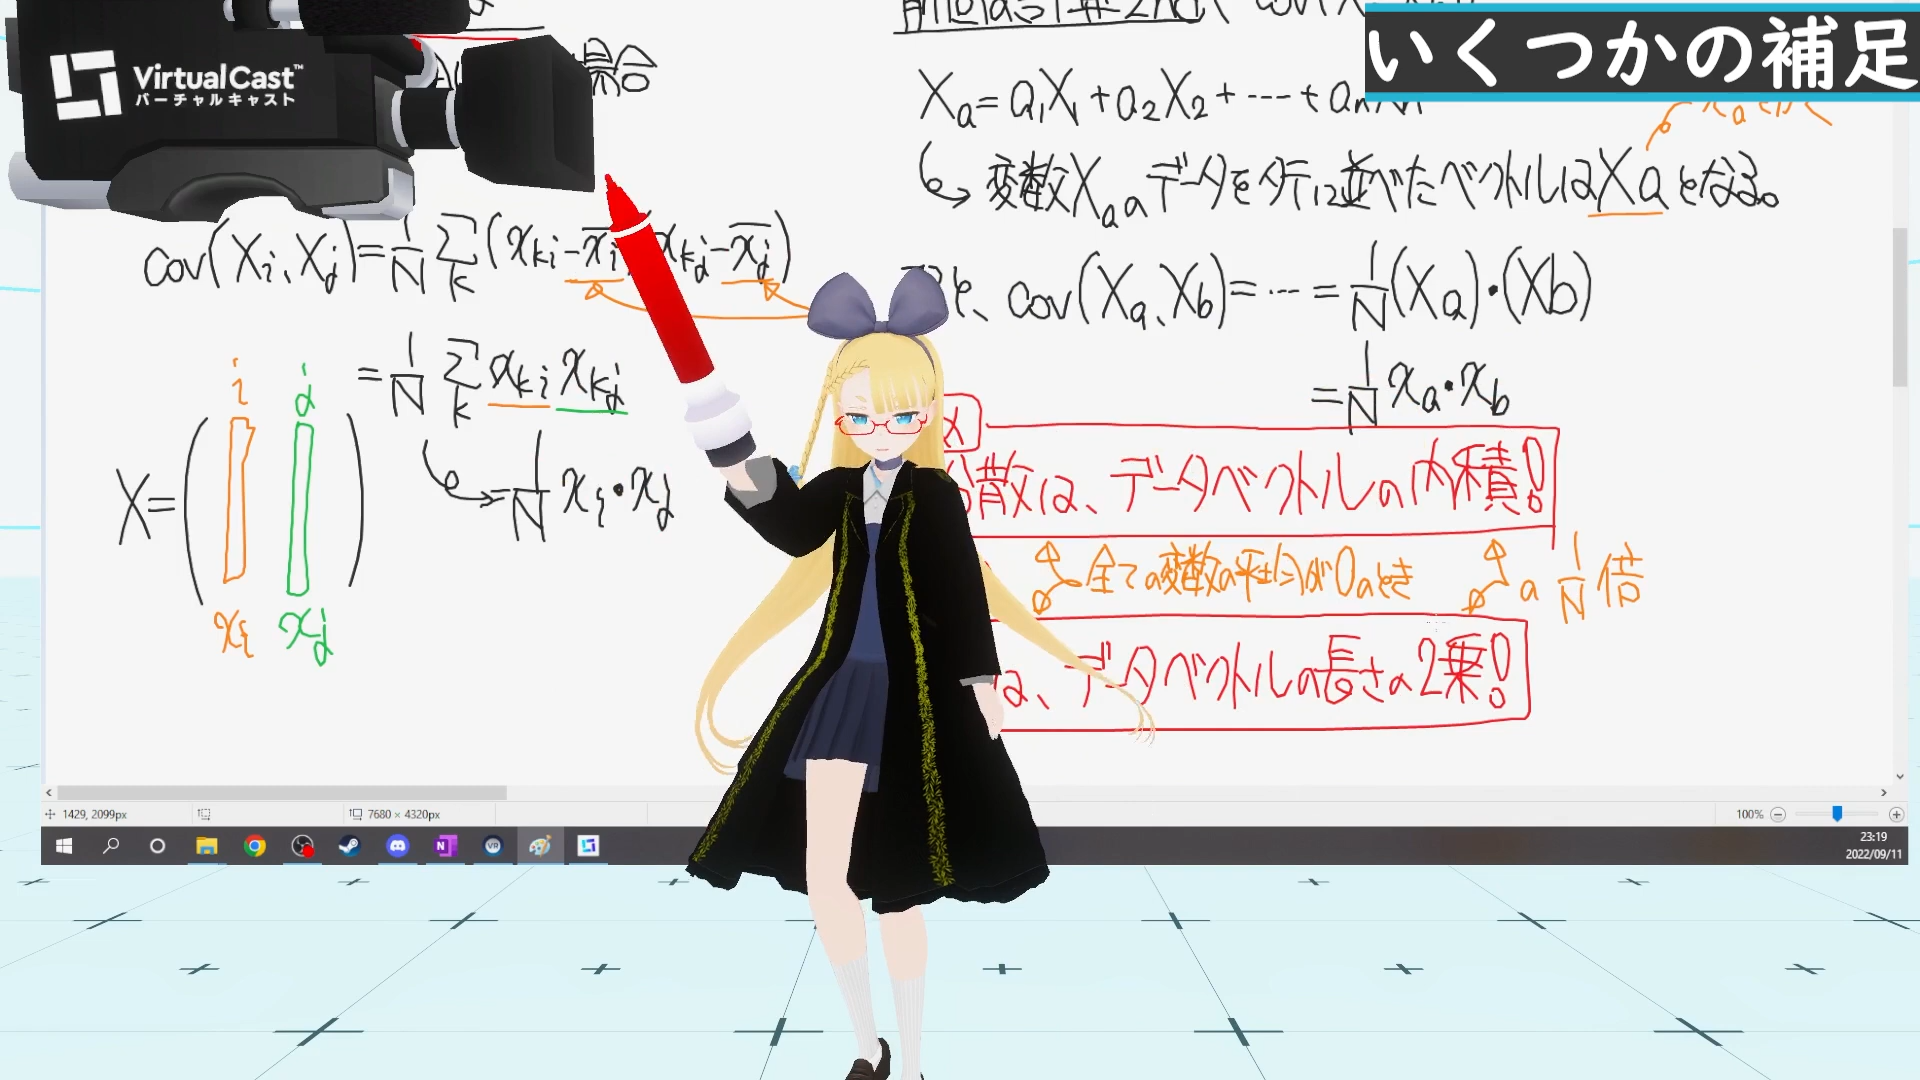 いくつかの補足
VirtualCast™
バーチャルキャスト
Xa = a1X1 + a2X2 + ---- +
変数Xaのデータを列に並べたベクトルはXaとなる。
cov(Xi、Xj) = 1/N Σk (xki - x̄i)(xkj - x̄j)
= 1/N Σk xki xkj
= 1/N xi・xj
i j
X = ( )
xi xj
cov(Xa、Xb) = … = 1/N (Xa)・(Xb)
= 1/N xa・xb
分散は、データベクトルの内積!
全ての変数の平均が0のとき
の 1/N 倍
は、データベクトルの長さの2乗!
1429, 2099px
7680 × 4320px
100%
23:19
2022/09/11